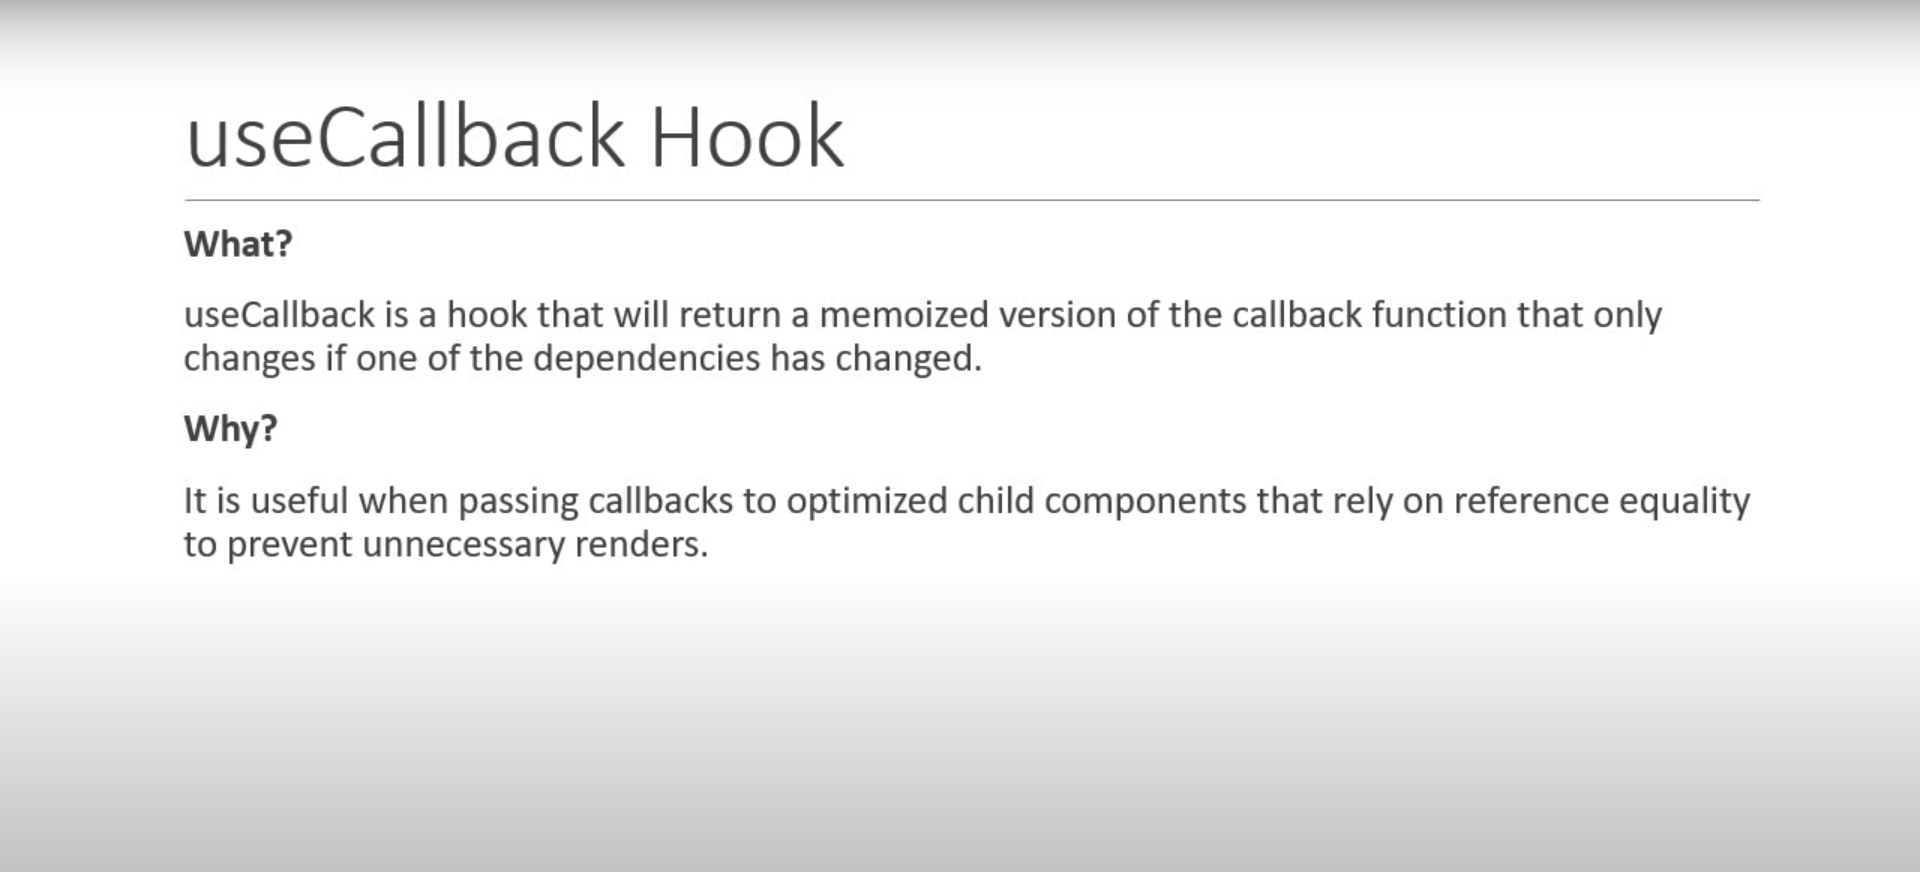 useCallback Hook
What?
useCallback is a hook that will return a memoized version of the callback function that only
changes if one of the dependencies has changed.
Why?
It is useful when passing callbacks to optimized child components that rely on reference equality
to prevent unnecessary renders.